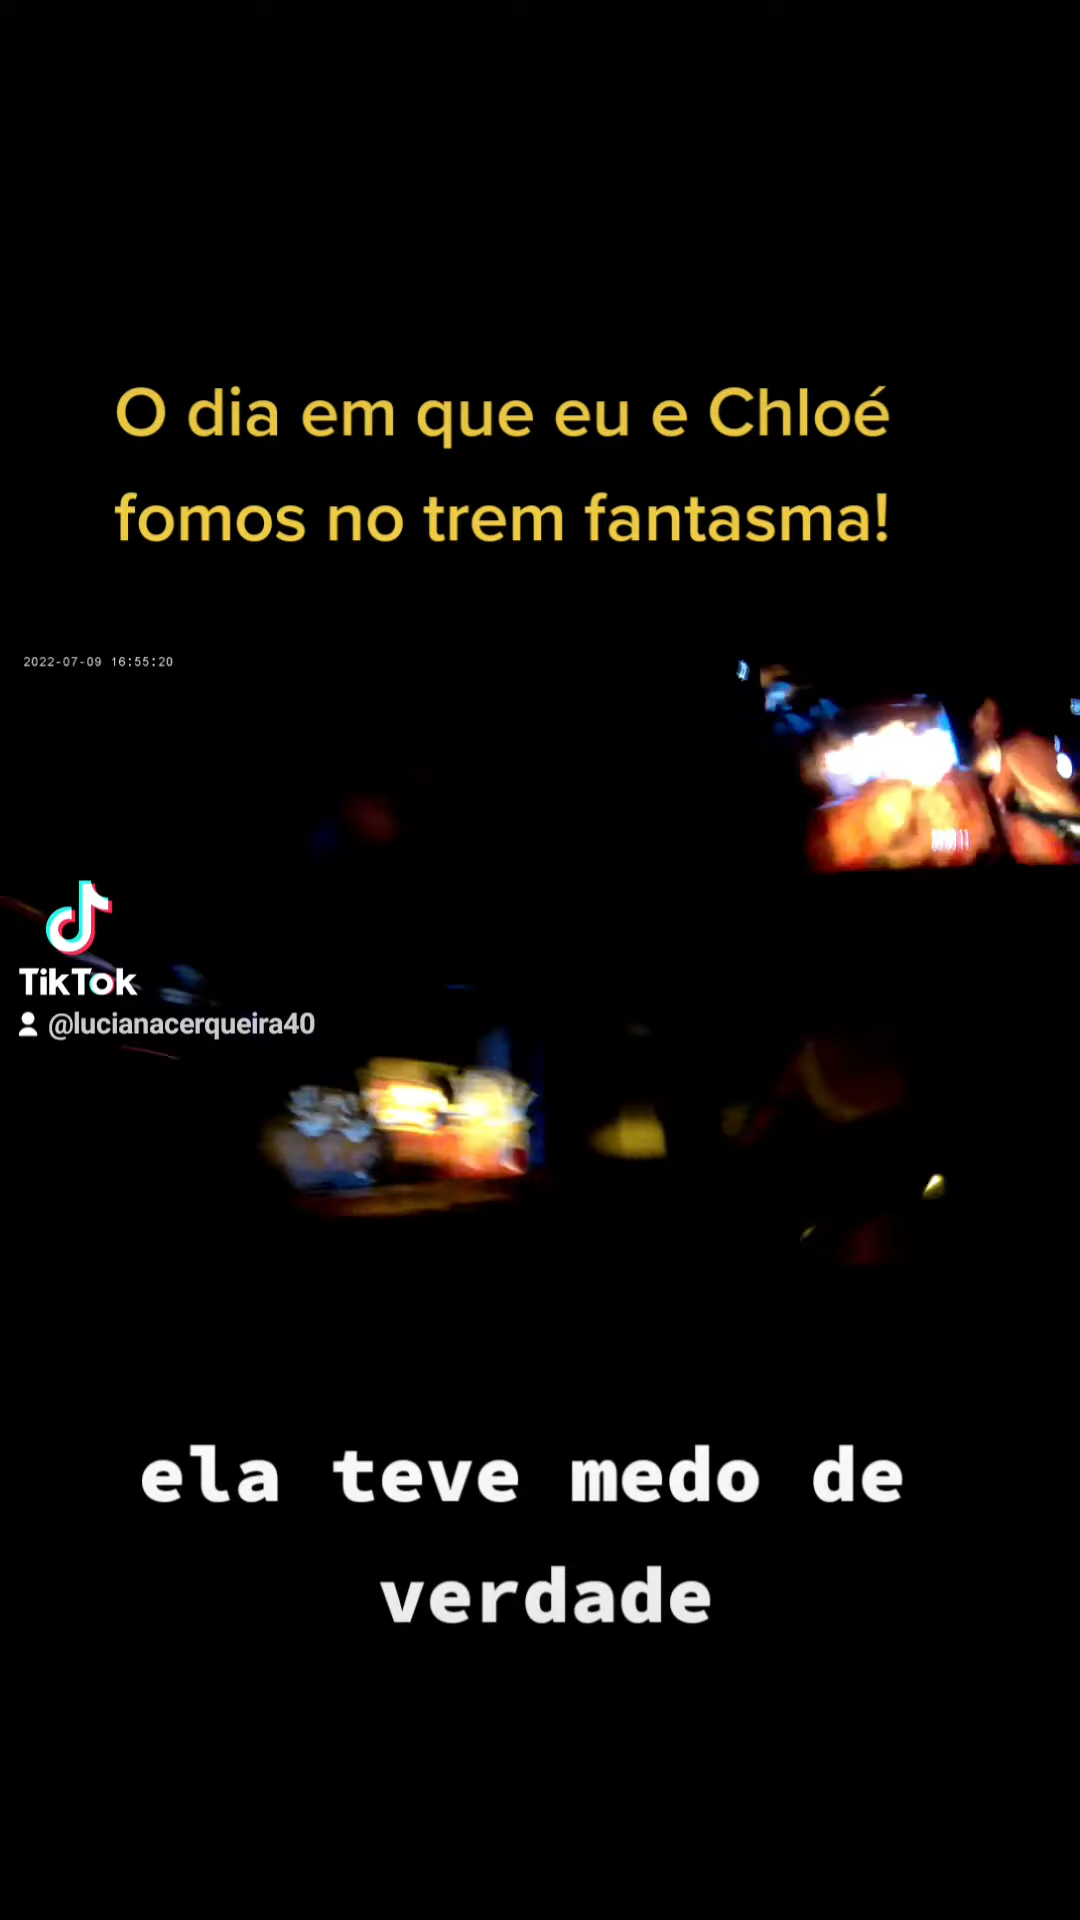 O dia em que eu e Chloé
fomos no trem fantasma!
2022-07-09 16:55:20
TikTok
@lucianacerqueira40
ela teve medo de
verdade